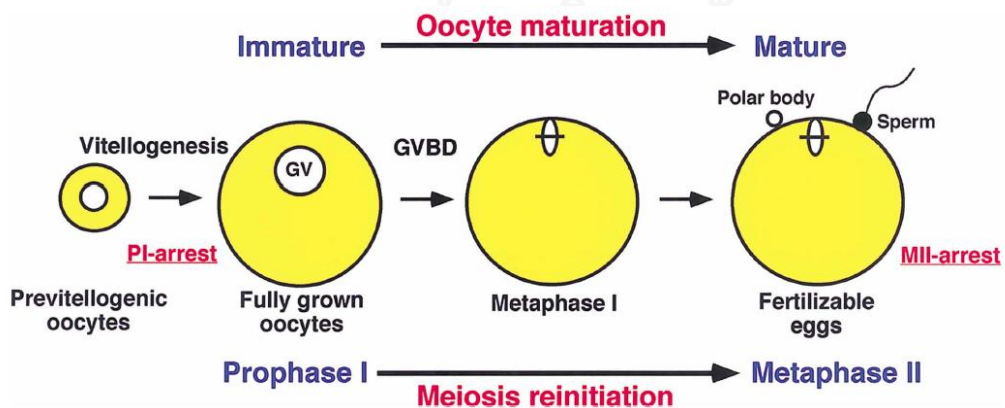 Oocyte maturation
Immature
Mature
Polar body
Sperm
Vitellogenesis
GV
GVBD
PI-arrest
MII-arrest
Previtellogenic
oocytes
Fully grown
oocytes
Metaphase I
Fertilizable
eggs
Prophase I
Metaphase II
Meiosis reinitiation